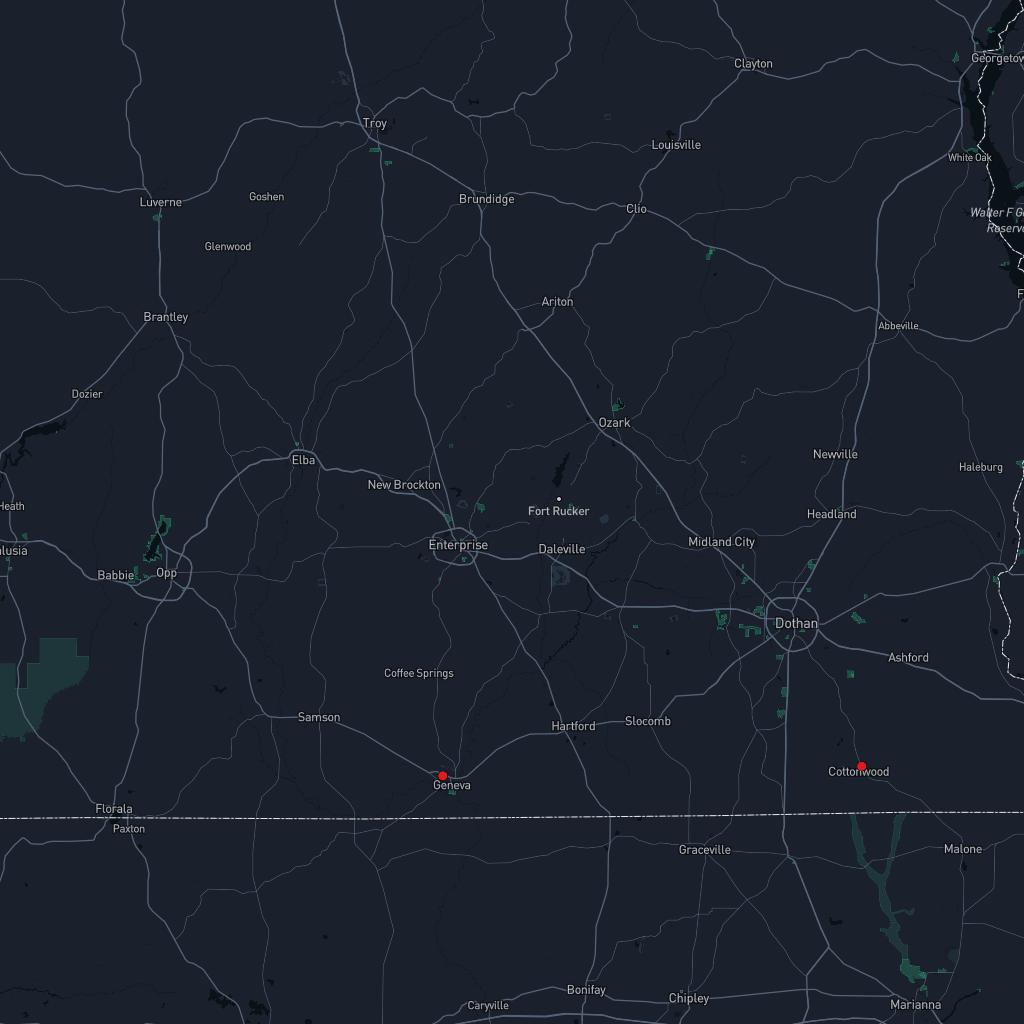 Georgetow
Clayton
Troy
Louisville
White Oak
Goshen
Luverne
Brundidge
Clio
Walter F G
Reserv
Glenwood
F
Ariton
Brantley
Abbeville
Dozier
Ozark
Newville
Elba
Haleburg
New Brockton
Heath
Fort Rucker
Headland
Midland City
Enterprise
Daleville
alusia
Babbie
Opp
Dothan
Ashford
Coffee Springs
Samson
Slocomb
Hartford
Cottonwood
Geneva
Florala
Paxton
Graceville
Malone
Bonifay
Chipley
Caryville
Marianna